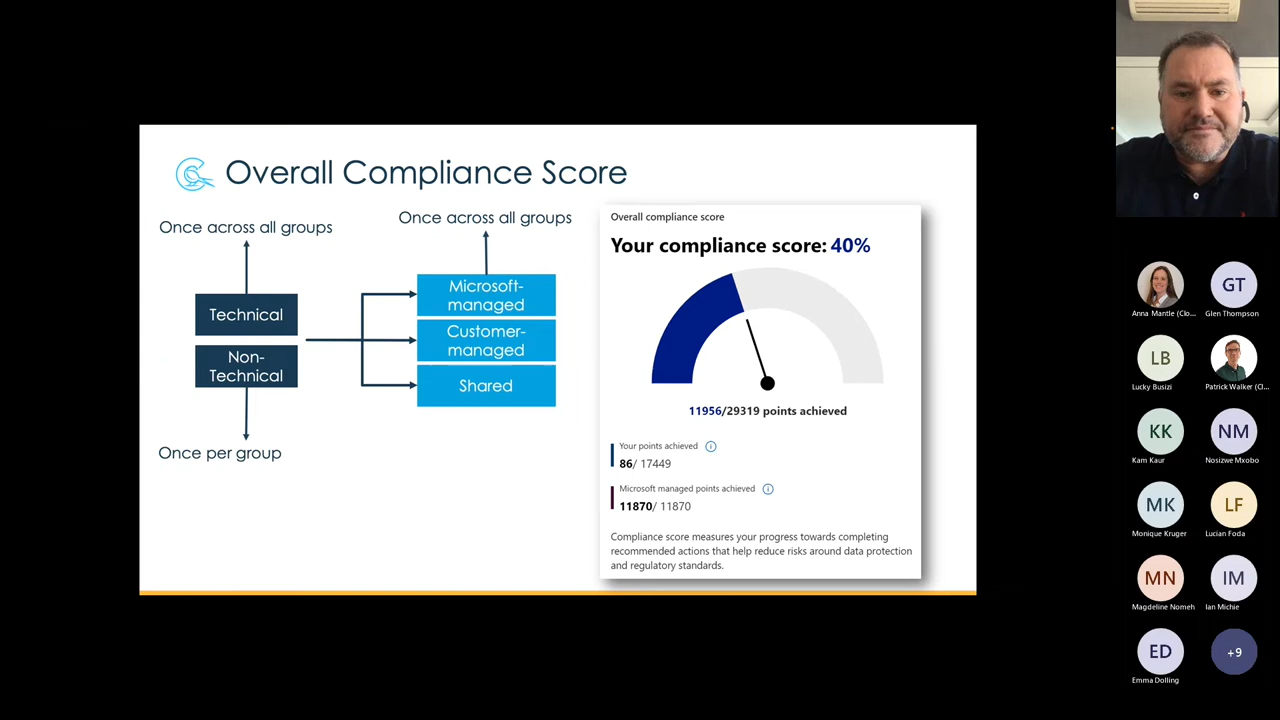 Overall Compliance Score
Once across all groups
Once across all groups
Technical
Non-
Technical
Once per group
Microsoft-
managed
Customer-
managed
Shared
Overall compliance score
Your compliance score: 40%
11956/29319 points achieved
Your points achieved
86/ 17449
Microsoft managed points achieved
11870/ 11870
Compliance score measures your progress towards completing
recommended actions that help reduce risks around data protection
and regulatory standards.
GT
Anna Mantle (Clo... Glen Thompson
LB
Lucky Busizi Patrick Walker (Cl...
KK NM
Kam Kaur Nosizwe Mxobo
MK LF
Monique Kruger Lucian Foda
MN IM
Magdeline Nomeh Ian Michie
ED +9
Emma Dolling